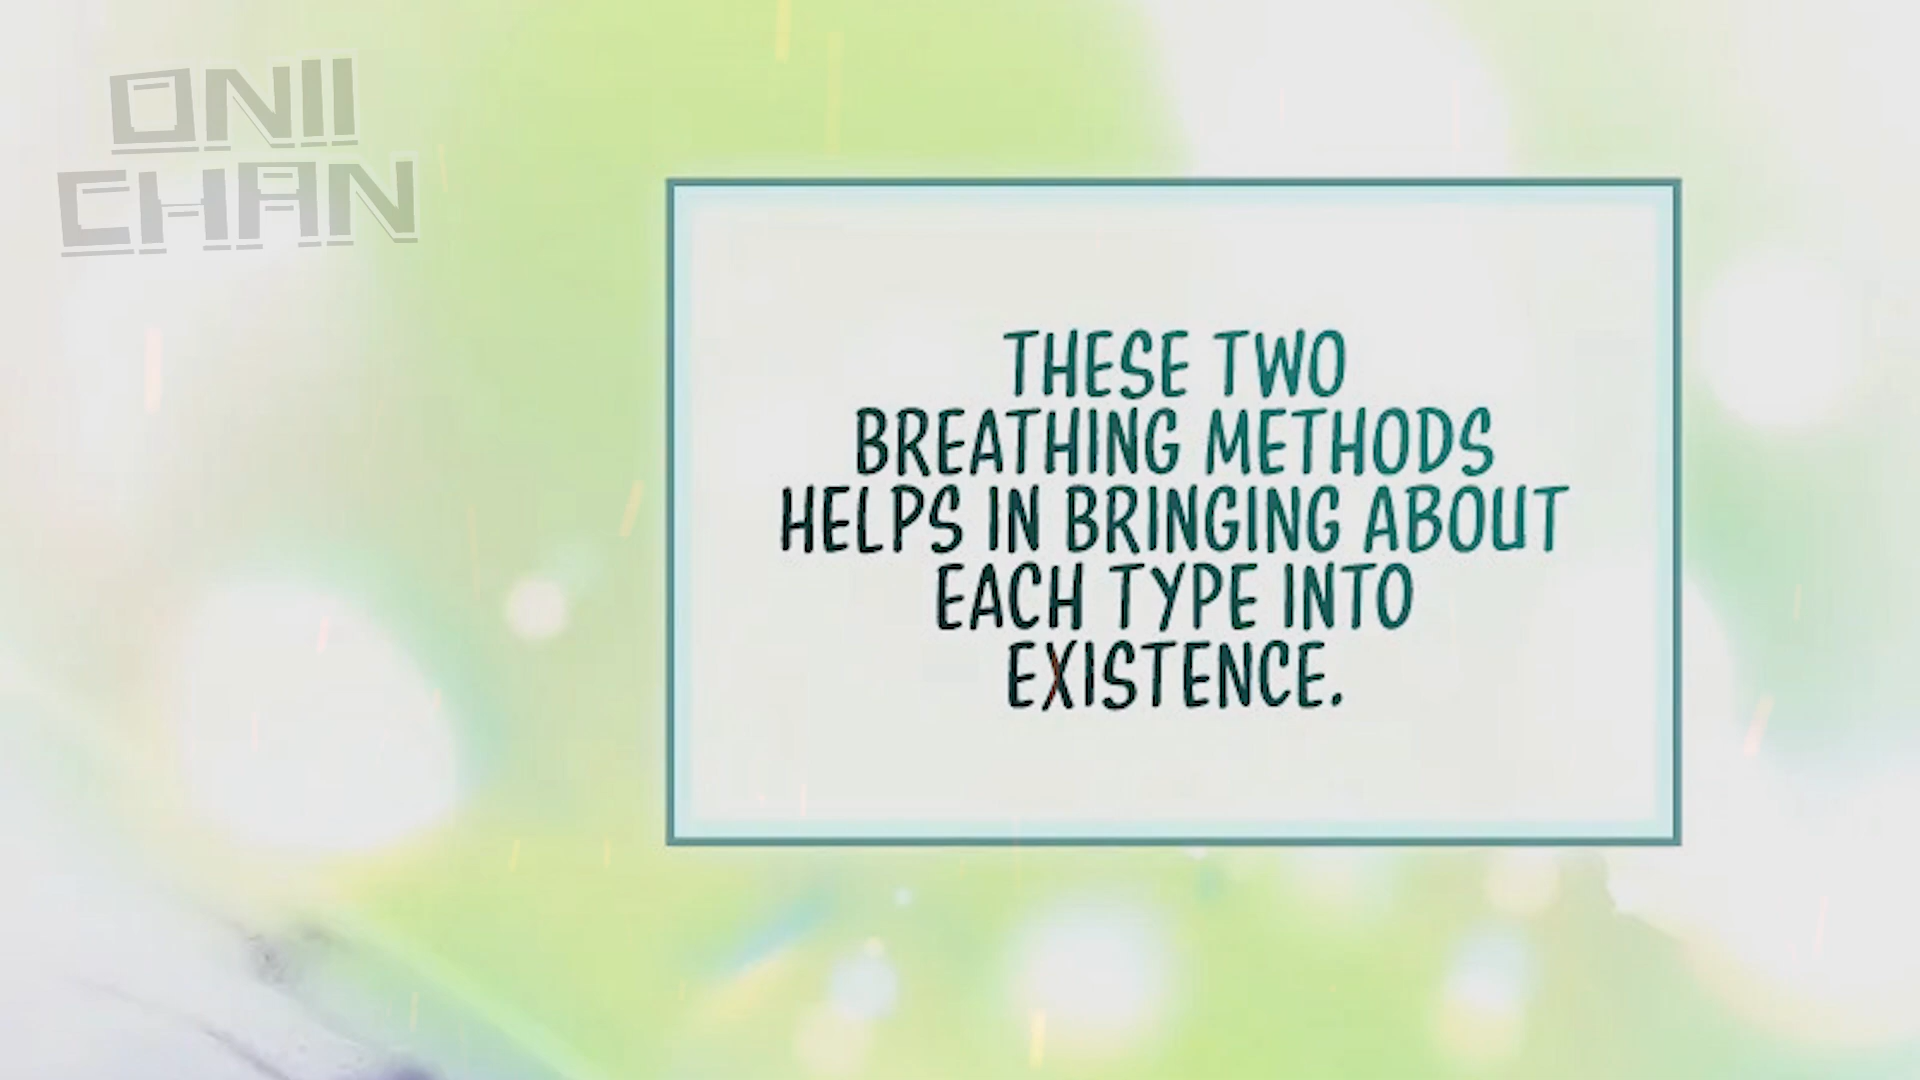 ONII
CHAN
THESE TWO
BREATHING METHODS
HELPS IN BRINGING ABOUT
EACH TYPE INTO
EXISTENCE.